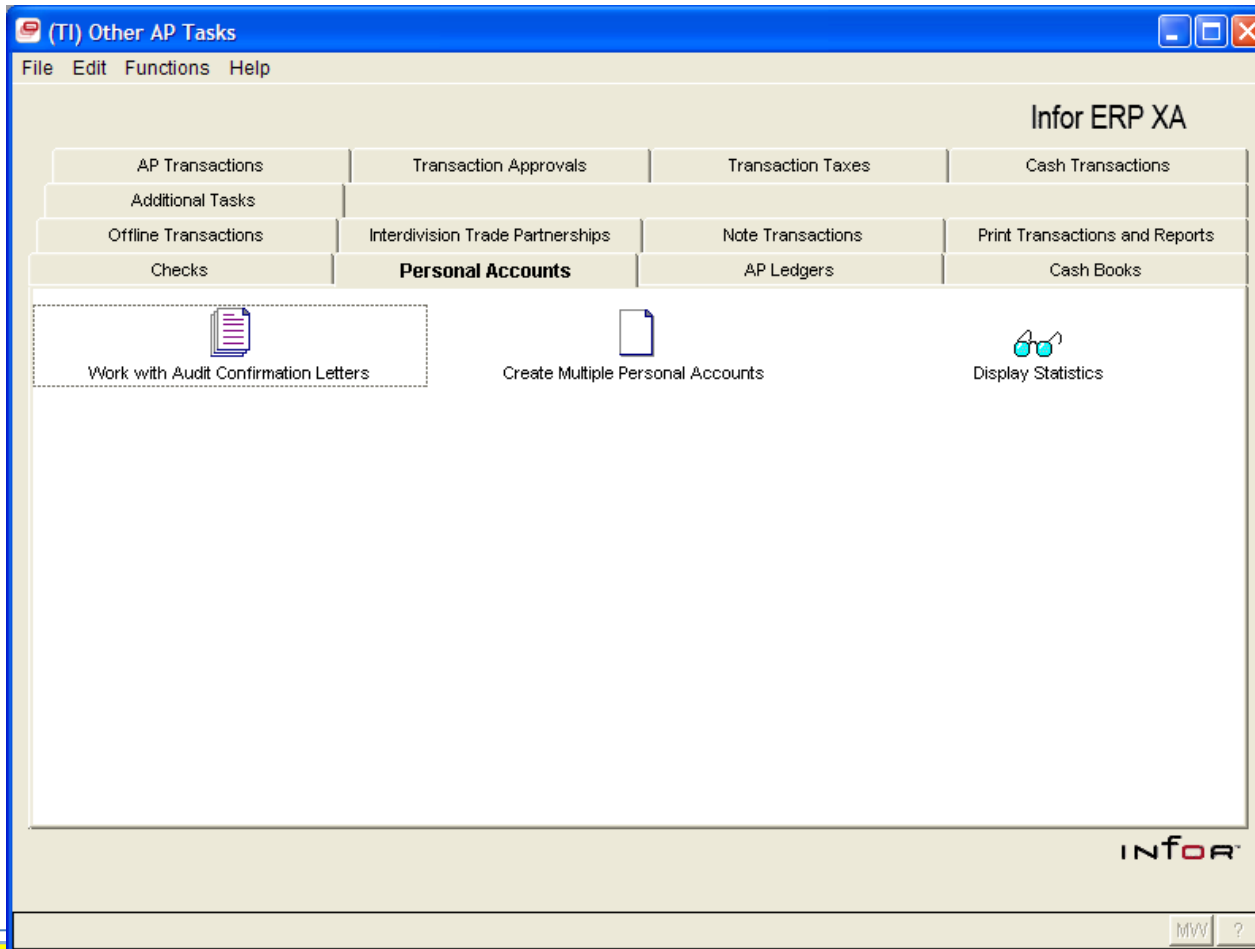 (TI) Other AP Tasks
File Edit Functions Help
Infor ERP XA
AP Transactions Transaction Approvals Transaction Taxes Cash Transactions
Additional Tasks
Offline Transactions Interdivision Trade Partnerships Note Transactions Print Transactions and Reports
Checks Personal Accounts AP Ledgers Cash Books
Work with Audit Confirmation Letters Create Multiple Personal Accounts Display Statistics
infor
MW ?